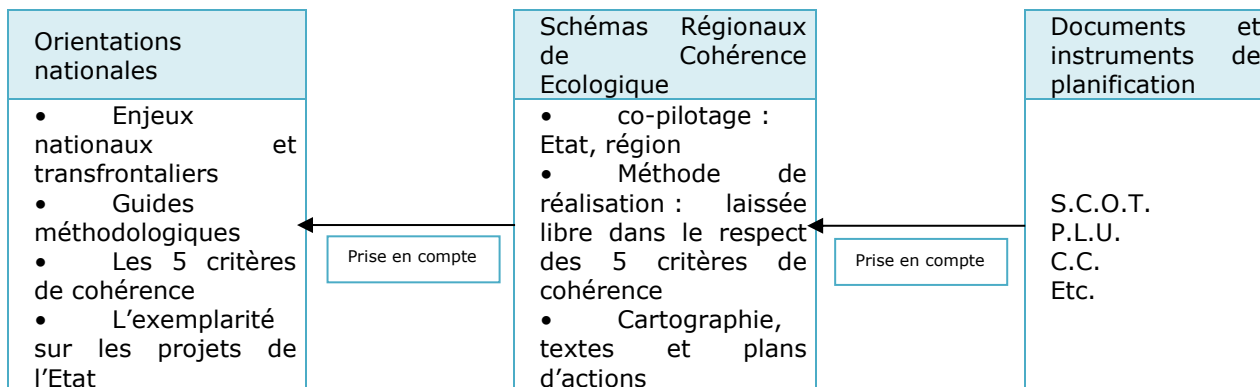 Orientations
nationales
• Enjeux
nationaux et
transfrontaliers
• Guides
méthodologiques
• Les 5 critères
de cohérence
• L'exemplarité
sur les projets de
l'Etat
Prise en compte
Schémas Régionaux
de Cohérence
Ecologique
• co-pilotage :
Etat, région
• Méthode de
réalisation : laissée
libre dans le respect
des 5 critères de
cohérence
• Cartographie,
textes et plans
d'actions
Prise en compte
Documents et
instruments de
planification
S.C.O.T.
P.L.U.
C.C.
Etc.